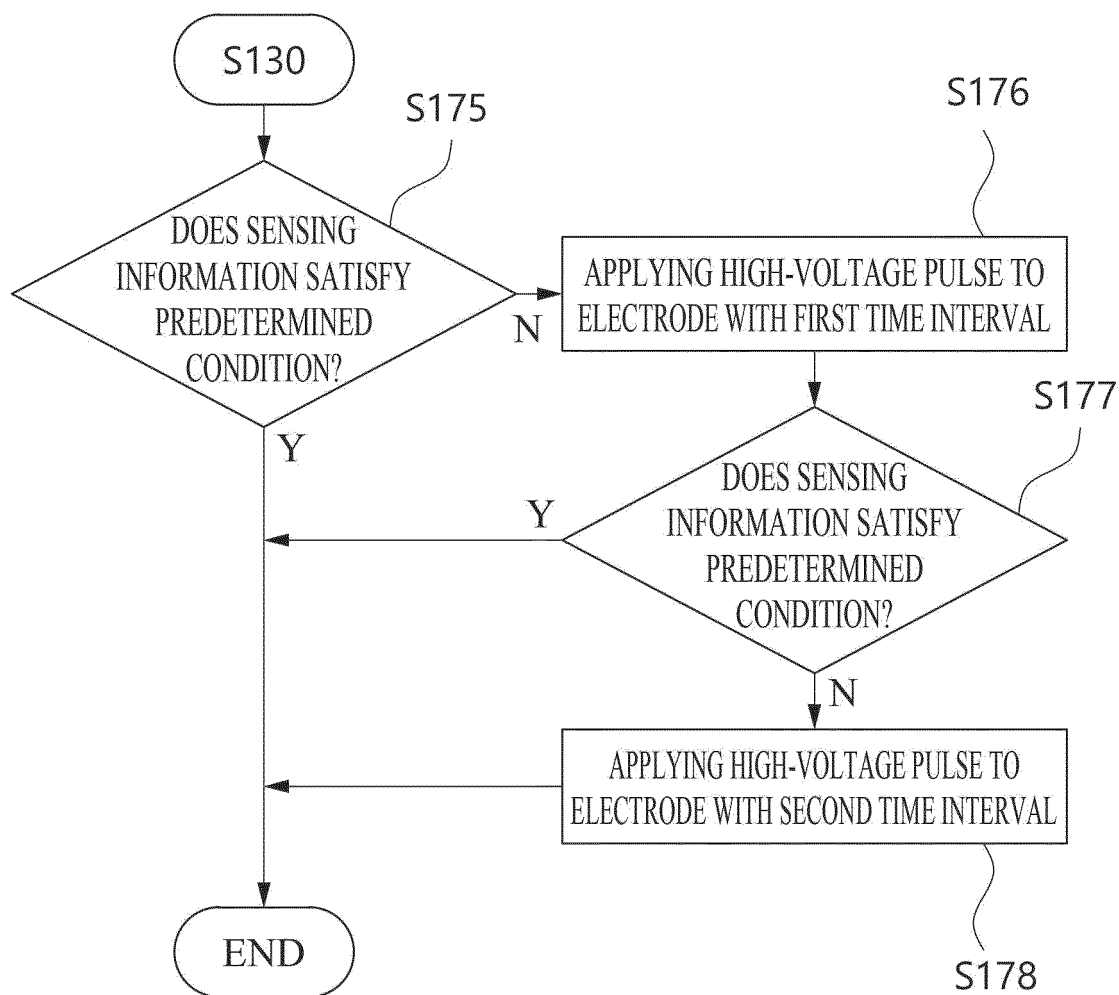 S130
S175
DOES SENSING
INFORMATION SATISFY
PREDETERMINED
CONDITION?
N
Y
S176
APPLYING HIGH-VOLTAGE PULSE TO
ELECTRODE WITH FIRST TIME INTERVAL
S177
DOES SENSING
INFORMATION SATISFY
PREDETERMINED
CONDITION?
Y
N
APPLYING HIGH-VOLTAGE PULSE TO
ELECTRODE WITH SECOND TIME INTERVAL
S178
END